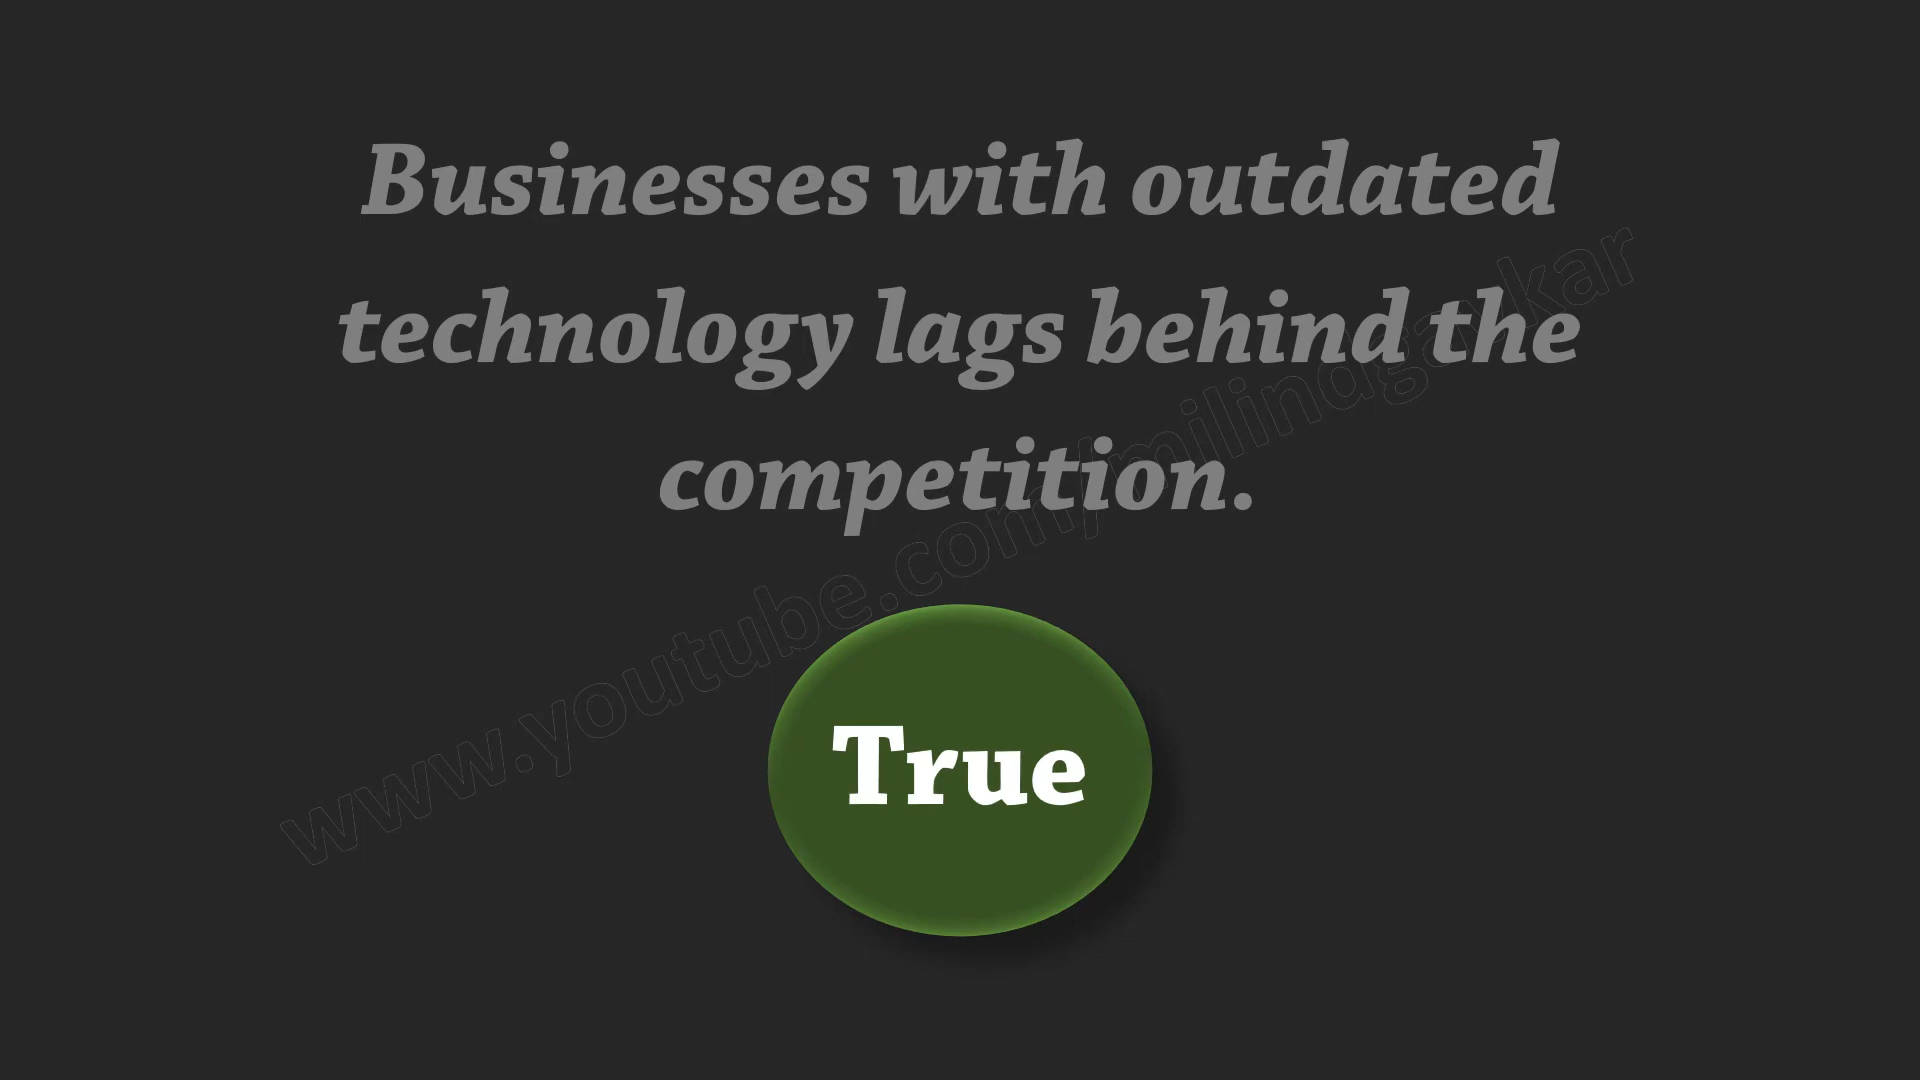 Businesses with outdated
technology lags behind the
competition.
True